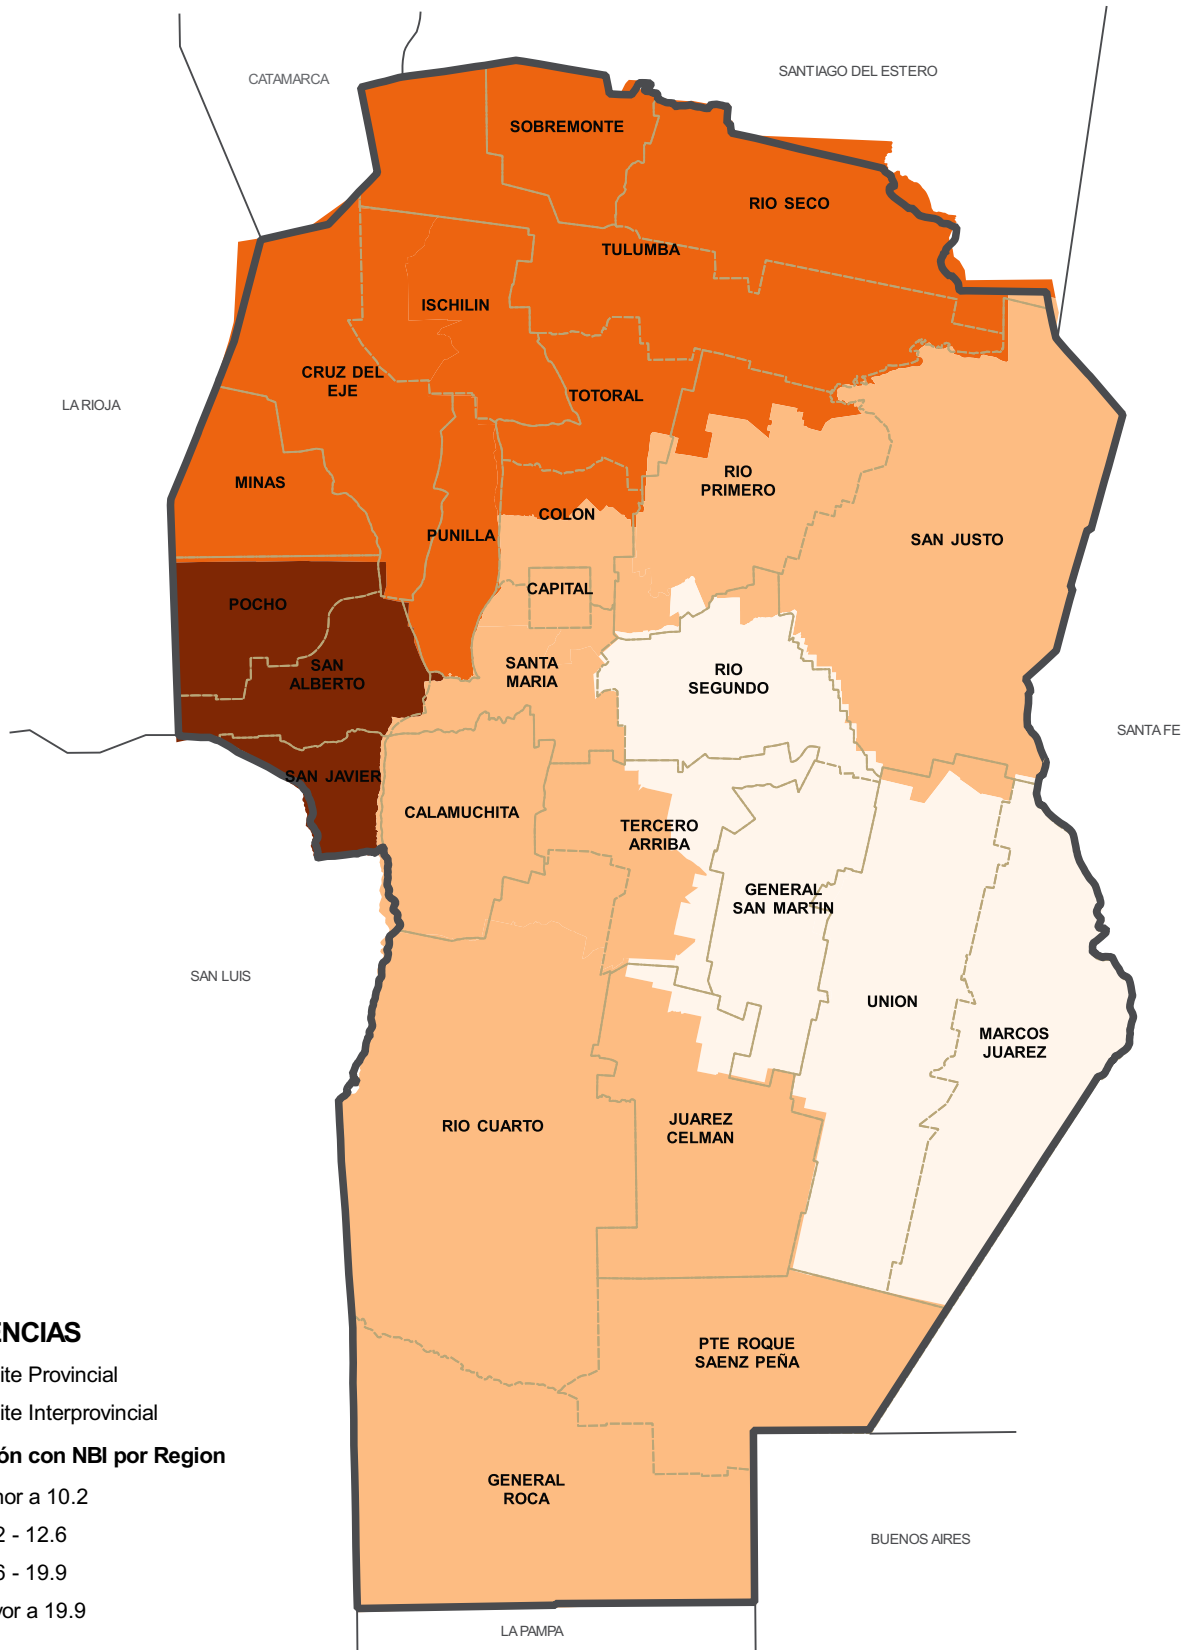 SANTIAGO DEL ESTERO
CATAMARCA
SOBREMONTE
RIO SECO
TULUMBA
ISCHILIN
CRUZ DEL
EJE
TOTORAL
LA RIOJA
RIO
PRIMERO
MINAS
COLON
PUNILLA
SAN JUSTO
CAPITAL
POCHO
SAN
ALBERTO
SANTA
MARIA
RIO
SEGUNDO
SANTA FE
SAN JAVIER
CALAMUCHITA
TERCERO
ARRIBA
GENERAL
SAN MARTIN
SAN LUIS
UNION
MARCOS
JUAREZ
RIO CUARTO
JUAREZ
CELMAN
PTE ROQUE
SAENZ PEÑA
ENCIAS
ite Provincial
ite Interprovincial
ón con NBI por Region
nor a 10.2
2 - 12.6
6 - 19.9
yor a 19.9
GENERAL
ROCA
BUENOS AIRES
LA PAMPA